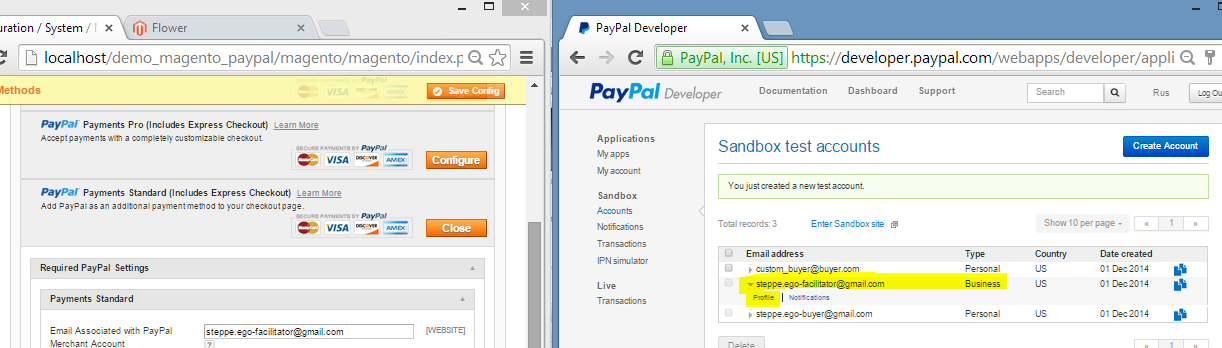 uration / System /
Flower
localhost/demo_magento_paypal/magento/magento/index.p
Methods
Save Config
PayPal Payments Pro (Includes Express Checkout) Learn More
Accept payments with a completely customizable checkout.
SECURE PAYMENTS BY PayPal
MasterCard VISA DISCOVER AMEX
Configure
PayPal Payments Standard (Includes Express Checkout) Learn More
Add PayPal as an additional payment method to your checkout page.
SECURE PAYMENTS BY PayPal
MasterCard VISA DISCOVER AMEX
Close
Required PayPal Settings
Payments Standard
Email Associated with PayPal
Merchant Account
steppe.ego-facilitator@gmail.com
[WEBSITE]
?
PayPal Developer
PayPal, Inc. [US] https://developer.paypal.com/webapps/developer/appli
PayPal Developer
Documentation Dashboard Support
Search
Rus
Log Ou
Applications
My apps
My account
Sandbox
Accounts
Notifications
Transactions
IPN simulator
Live
Transactions
Sandbox test accounts
Create Account
You just created a new test account.
Total records: 3 Enter Sandbox site
Show 10 per page « 1 »
Email address Type Country Date created
custom_buyer@buyer.com Personal US 01 Dec 2014
steppe.ego-facilitator@gmail.com Business US 01 Dec 2014
Profile | Notifications
steppe.ego-buyer@gmail.com Personal US 01 Dec 2014
Delete
« 1 »